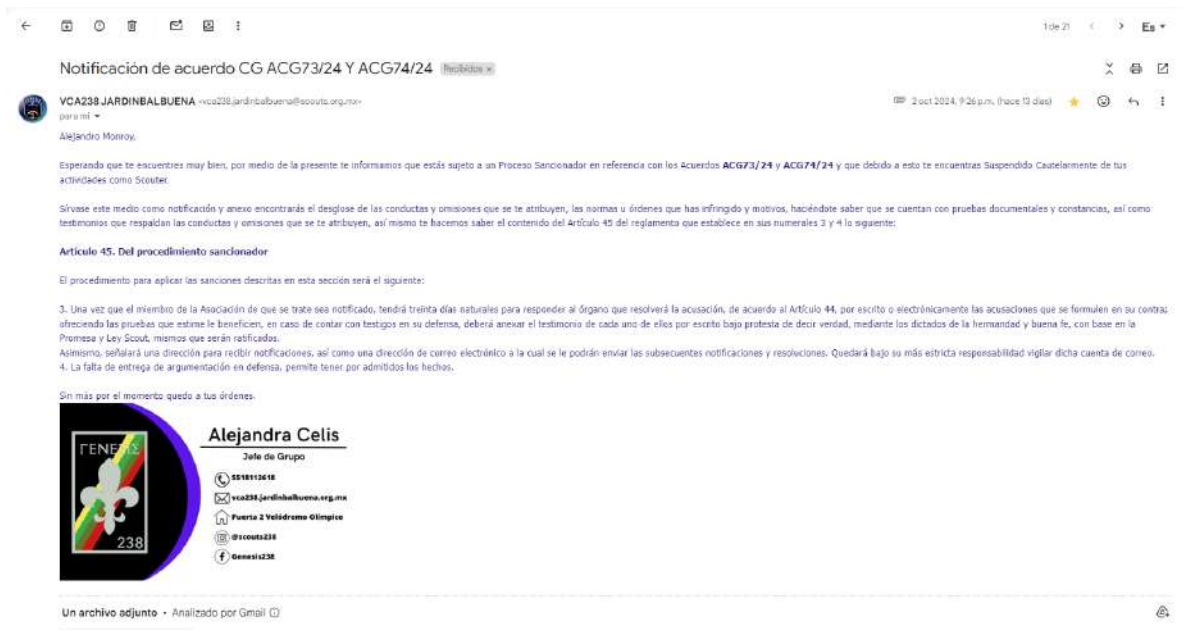 1 de 21
Es
Notificación de acuerdo CG ACG73/24 Y ACG74/24 Recibidos x
VCA238 JARDINBALBUENA <vca238.jardinbalbuena@scouts.org.mx>
2 oct 2024, 9:26 p.m. (hace 13 días)
para mí
Alejandro Monroy,
Esperando que te encuentres muy bien, por medio de la presente te informamos que estás sujeto a un Proceso Sancionador en referencia con los Acuerdos ACG73/24 y ACG74/24 y que debido a esto te encuentras Suspendido Cautelarmente de tus
actividades como Scouter.
Sírvase este medio como notificación y anexo encontrarás el desglose de las conductas y omisiones que se te atribuyen, las normas u órdenes que has infringido y motivos, haciéndote saber que se cuentan con pruebas documentales y constancias, así como
testimonios que respaldan las conductas y omisiones que se te atribuyen, así mismo te hacemos saber el contenido del Artículo 45 del reglamento que establece en sus numerales 3 y 4 lo siguiente:
Artículo 45. Del procedimiento sancionador
El procedimiento para aplicar las sanciones descritas en esta sección será el siguiente:
3. Una vez que el miembro de la Asociación de que se trate sea notificado, tendrá treinta días naturales para responder al órgano que resolverá la acusación, de acuerdo al Artículo 44, por escrito o electrónicamente las acusaciones que se formulen en su contra;
ofreciendo las pruebas que estime le beneficien, en caso de contar con testigos en su defensa, deberá anexar el testimonio de cada uno de ellos por escrito bajo protesta de decir verdad, mediante los dictados de la hermandad y buena fe, con base en la
Promesa y Ley Scout, mismos que serán ratificados.
Asimismo, señalará una dirección para recibir notificaciones, así como una dirección de correo electrónico a la cual se le podrán enviar las subsecuentes notificaciones y resoluciones. Quedará bajo su más estricta responsabilidad vigilar dicha cuenta de correo.
4. La falta de entrega de argumentación en defensa, permite tener por admitidos los hechos.
Sin más por el momento quedo a tus órdenes.
ΓΕΝΕΣΙΣ
238
Alejandra Celis
Jefe de Grupo
5518112618
vca238.jardinbalbuena.org.mx
Puerta 2 Velódromo Olímpico
@scouts238
Genesis238
Un archivo adjunto • Analizado por Gmail